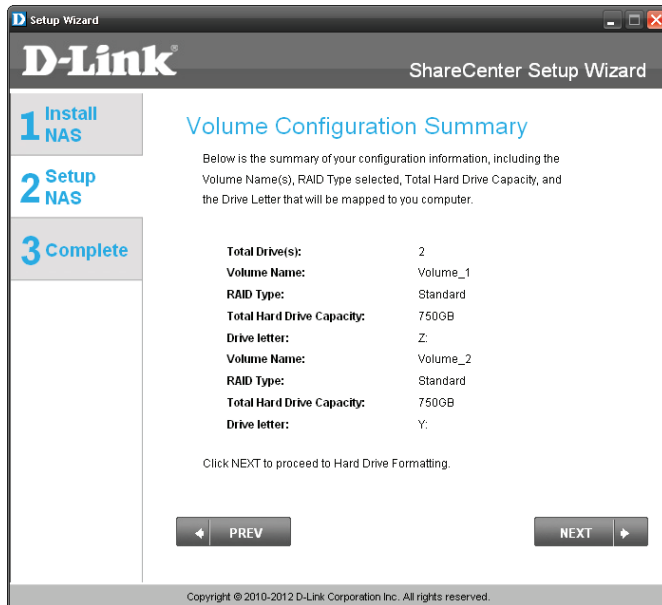 Setup Wizard
D-Link®
ShareCenter Setup Wizard
1 Install NAS
2 Setup NAS
3 Complete
Volume Configuration Summary
Below is the summary of your configuration information, including the
Volume Name(s), RAID Type selected, Total Hard Drive Capacity, and
the Drive Letter that will be mapped to you computer.
Total Drive(s): 2
Volume Name: Volume_1
RAID Type: Standard
Total Hard Drive Capacity: 750GB
Drive letter: Z:
Volume Name: Volume_2
RAID Type: Standard
Total Hard Drive Capacity: 750GB
Drive letter: Y:
Click NEXT to proceed to Hard Drive Formatting.
PREV
NEXT
Copyright © 2010-2012 D-Link Corporation Inc. All rights reserved.